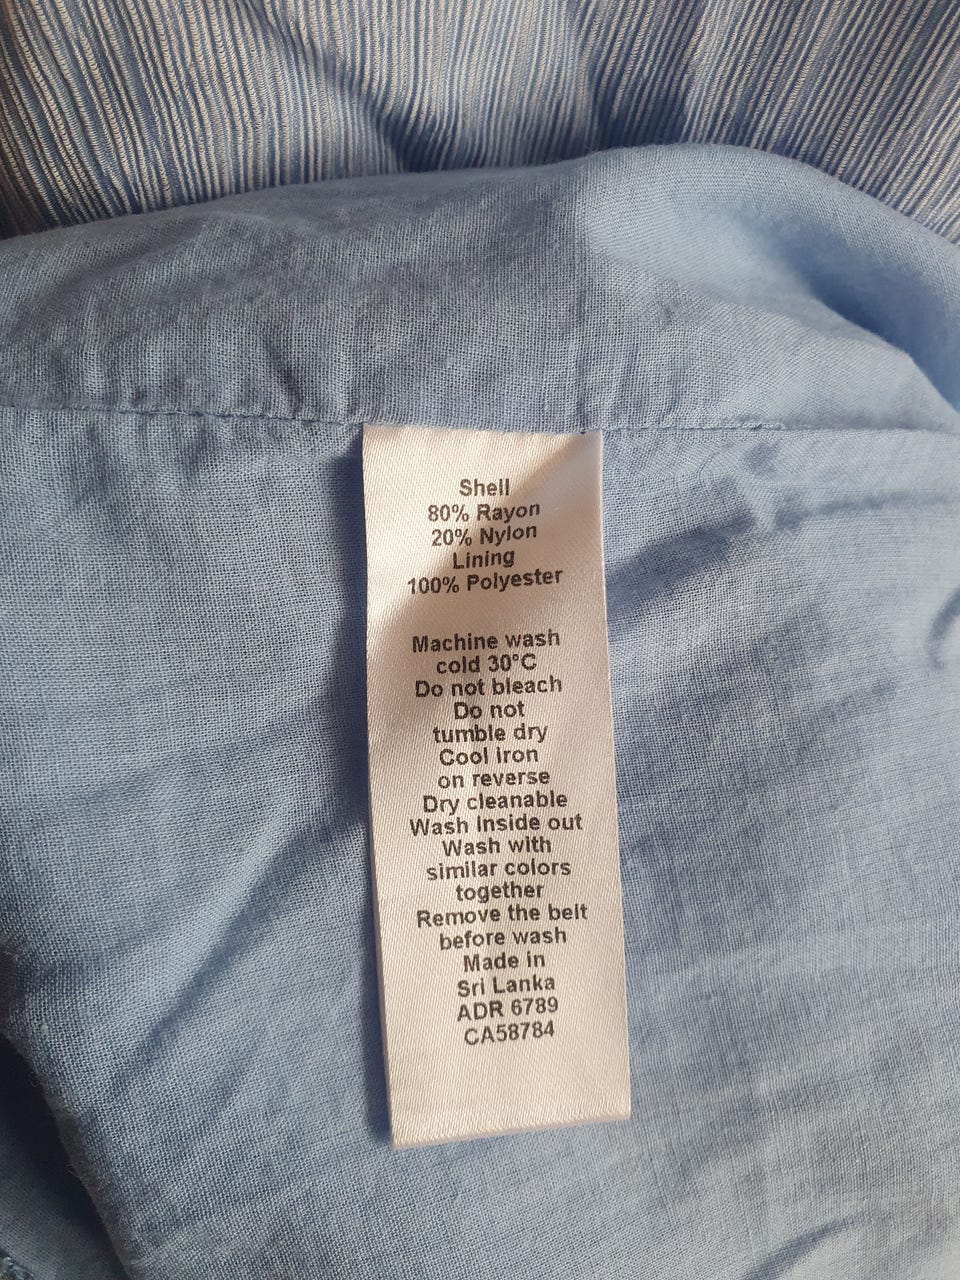 Shell
80% Rayon
20% Nylon
Lining
100% Polyester
Machine wash
cold 30°C
Do not bleach
Do not
tumble dry
Cool iron
on reverse
Dry cleanable
Wash inside out
Wash with
similar colors
together
Remove the belt
before wash
Made in
Sri Lanka
ADR 6789
CA58784